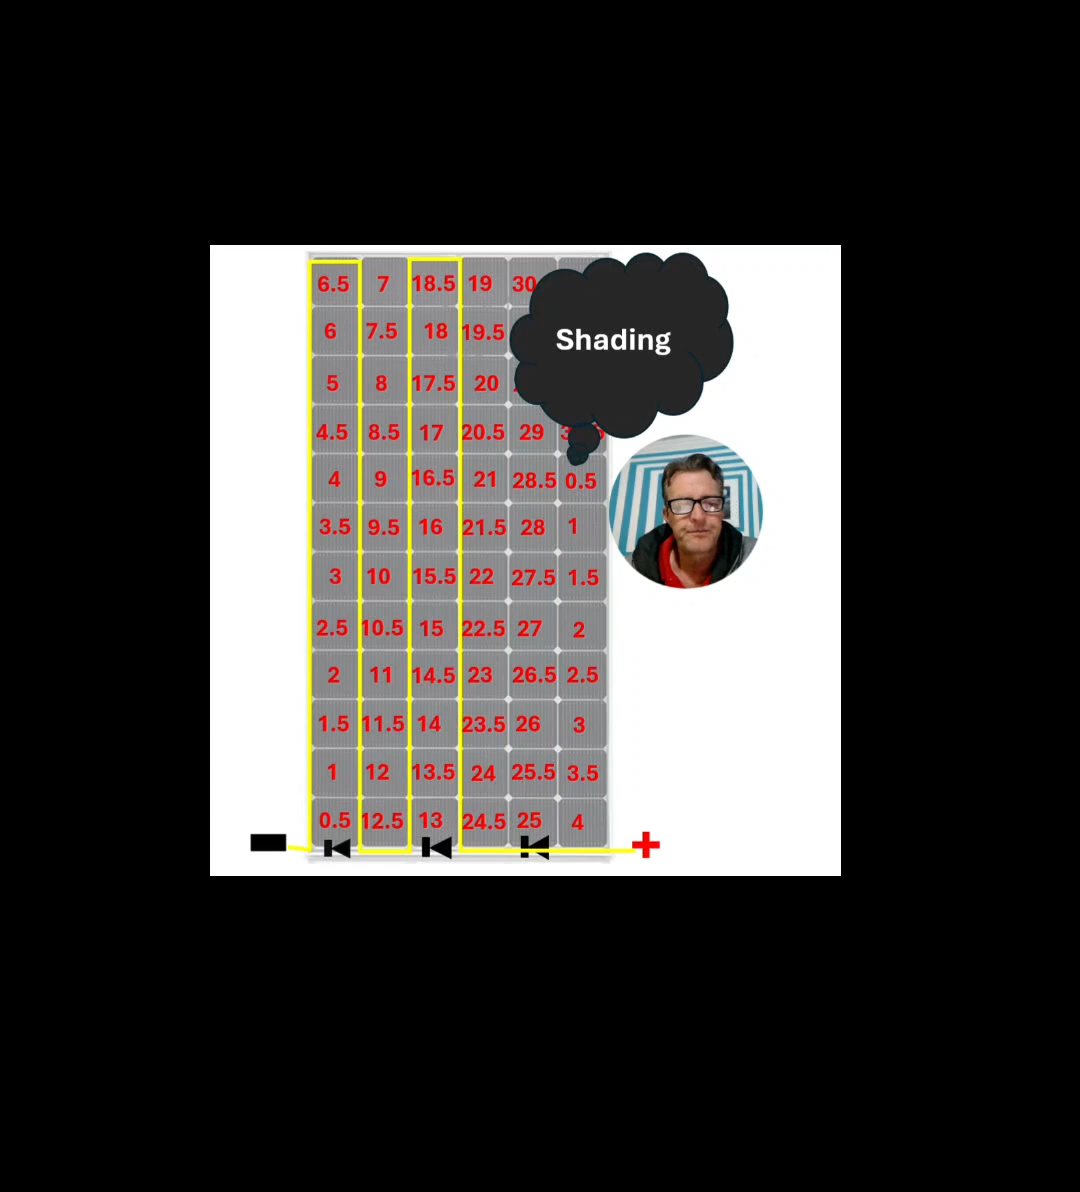 6.5 7 18.5 19 30
Shading
6 7.5 18 19.5
5 8 17.5 20
4.5 8.5 17 20.5 29
4 9 16.5 21 28.5 0.5
3.5 9.5 16 21.5 28 1
3 10 15.5 22 27.5 1.5
2.5 10.5 15 22.5 27 2
2 11 14.5 23 26.5 2.5
1.5 11.5 14 23.5 26 3
1 12 13.5 24 25.5 3.5
0.5 12.5 13 24.5 25 4